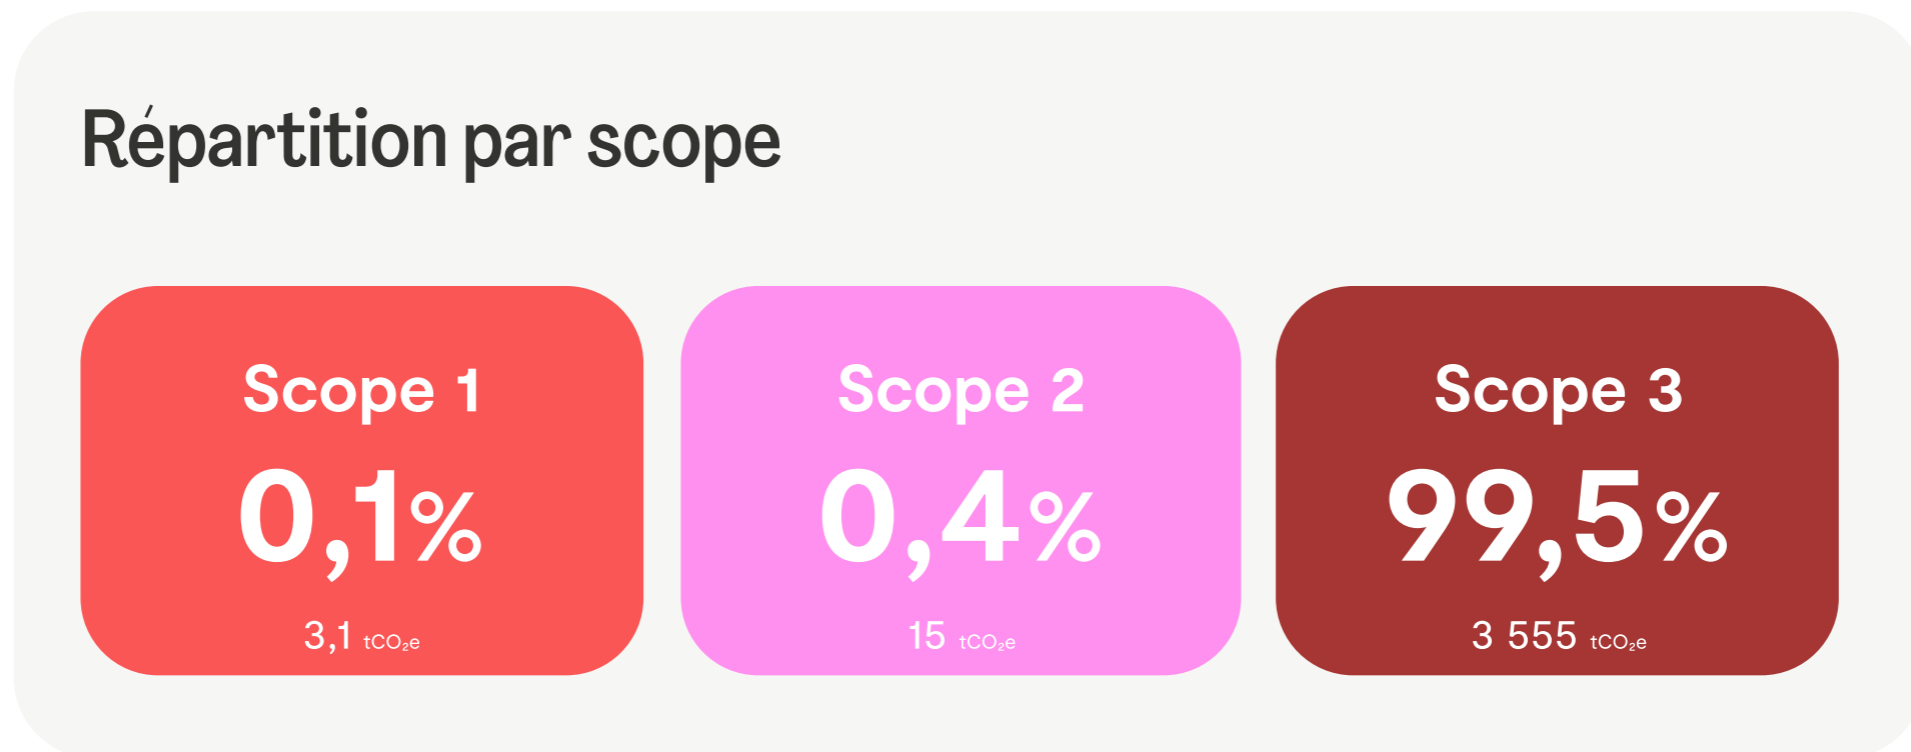 Répartition par scope
Scope 1
0,1%
3,1 tCO₂e
Scope 2
0,4%
15 tCO₂e
Scope 3
99,5%
3 555 tCO₂e